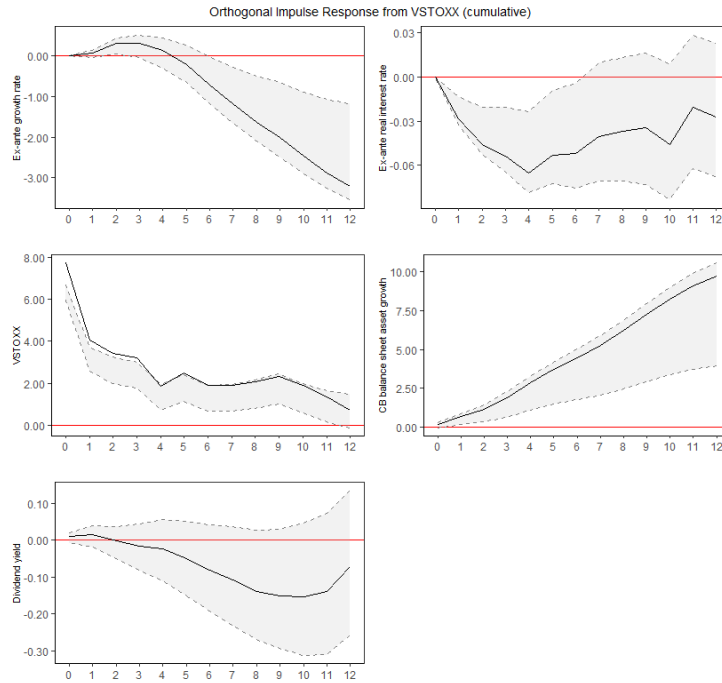 Orthogonal Impulse Response from VSTOXX (cumulative)
Ex-ante growth rate
0.00
-1.00
-2.00
-3.00
0 1 2 3 4 5 6 7 8 9 10 11 12
Ex-ante real interest rate
0.03
0.00
-0.03
-0.06
0 1 2 3 4 5 6 7 8 9 10 11 12
VSTOXX
8.00
6.00
4.00
2.00
0.00
0 1 2 3 4 5 6 7 8 9 10 11 12
CB balance sheet asset growth
10.00
7.50
5.00
2.50
0.00
0 1 2 3 4 5 6 7 8 9 10 11 12
Dividend yield
0.10
0.00
-0.10
-0.20
-0.30
0 1 2 3 4 5 6 7 8 9 10 11 12